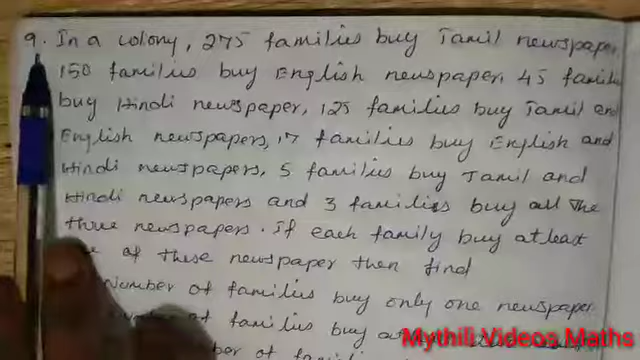 9. In a colony, 275 families buy Tamil newspaper,
150 families buy English newspaper, 45 families
buy Hindi newspaper, 125 families buy Tamil and
English newspapers, 17 families buy English and
Hindi newspapers, 5 families buy Tamil and
Hindi newspapers and 3 families buy all the
three newspapers. If each family buy atleast
of these newspaper then find
Number of families buy only one newspaper
of families buy
Mythili Videos Maths
of families